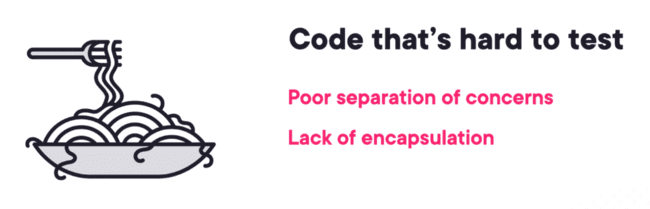 Code that's hard to test
Poor separation of concerns
Lack of encapsulation